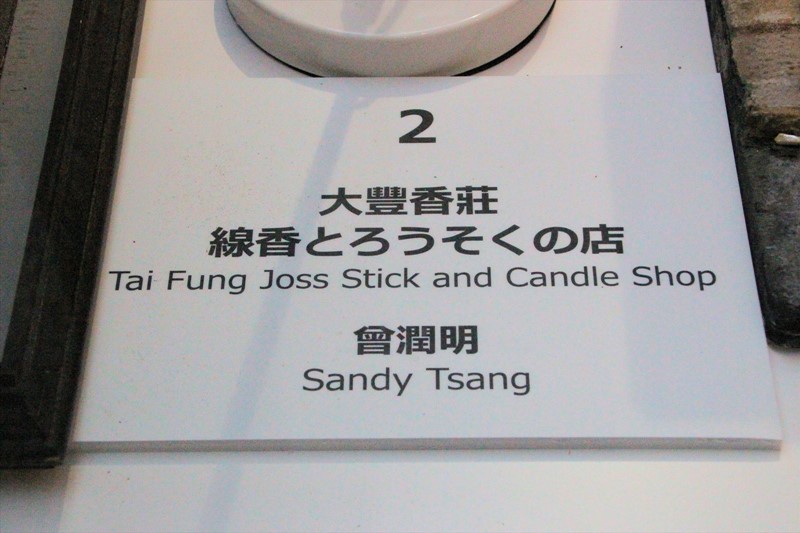 2
大豐香莊
線香とろうそくの店
Tai Fung Joss Stick and Candle Shop
曾潤明
Sandy Tsang